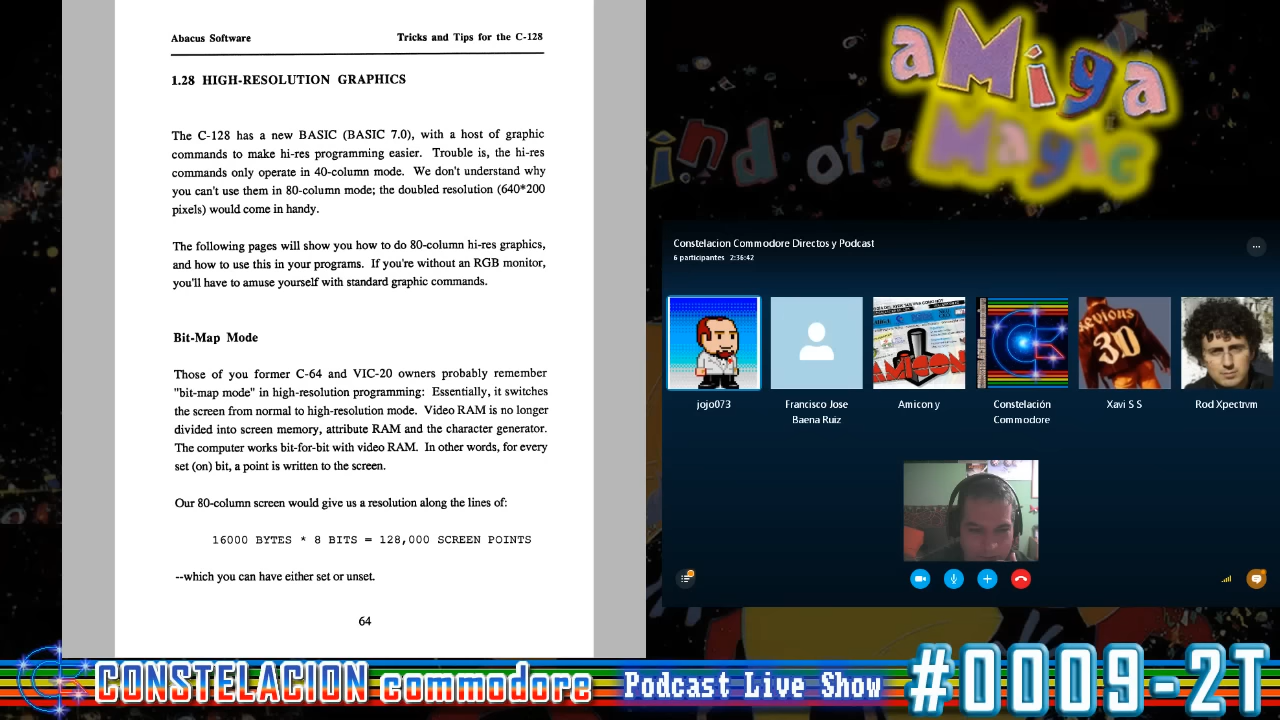 Abacus Software
Tricks and Tips for the C-128
1.28 HIGH-RESOLUTION GRAPHICS
The C-128 has a new BASIC (BASIC 7.0), with a host of graphic
commands to make hi-res programming easier. Trouble is, the hi-res
commands only operate in 40-column mode. We don't understand why
you can't use them in 80-column mode; the doubled resolution (640*200
pixels) would come in handy.
The following pages will show you how to do 80-column hi-res graphics,
and how to use this in your programs. If you're without an RGB monitor,
you'll have to amuse yourself with standard graphic commands.
Bit-Map Mode
Those of you former C-64 and VIC-20 owners probably remember
"bit-map mode" in high-resolution programming: Essentially, it switches
the screen from normal to high-resolution mode. Video RAM is no longer
divided into screen memory, attribute RAM and the character generator.
The computer works bit-for-bit with video RAM. In other words, for every
set (on) bit, a point is written to the screen.
Our 80-column screen would give us a resolution along the lines of:
16000 BYTES * 8 BITS = 128,000 SCREEN POINTS
--which you can have either set or unset.
64
aMiga
Magic
ind of
Constelacion Commodore Directos y Podcast
6 participantes 2:36:42
jojo073
Francisco Jose
Baena Ruiz
AMICON
Amicon y
Constelación
Commodore
30
Xavi S S
Rod Xpectrvm
CONSTELACION commodore
Podcast Live Show
#0009-2T